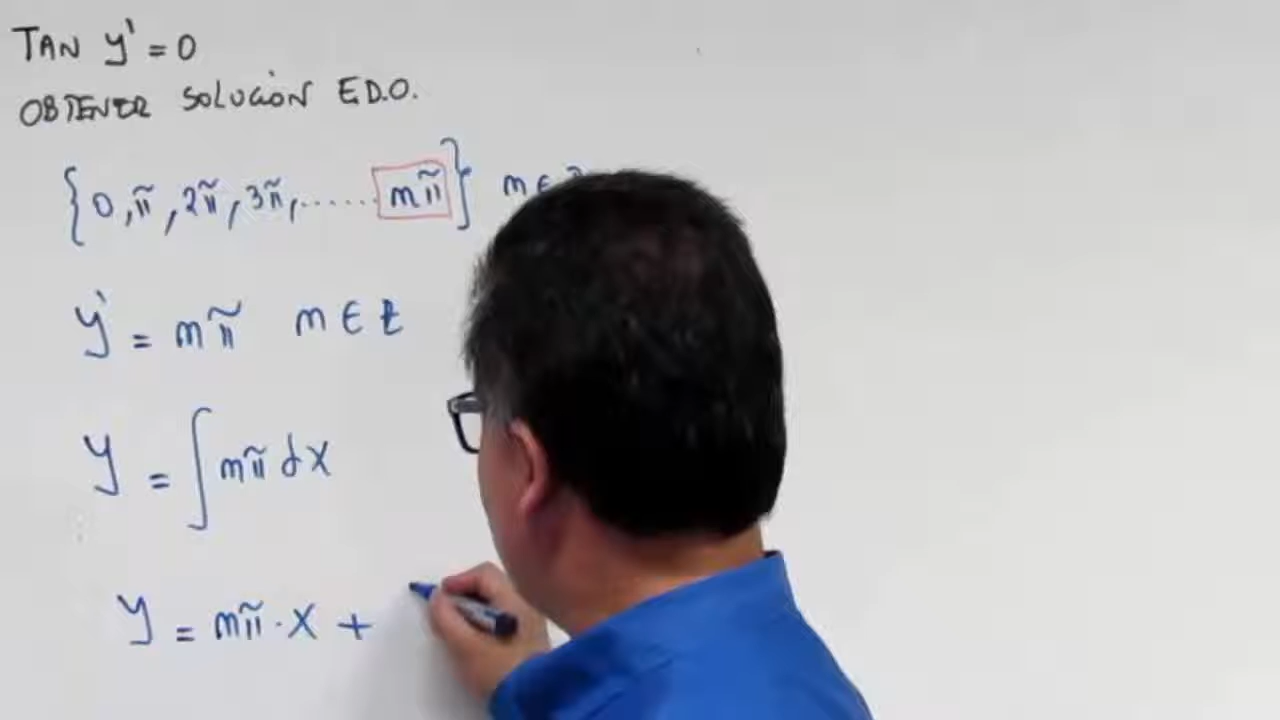 TAN y' = 0
OBTENER SOLUCIÓN E.D.O.
{0, π, 2π, 3π, ...... mπ} m ∈
y' = mπ m ∈ Z
y = ∫ mπ dx
y = mπ · x +